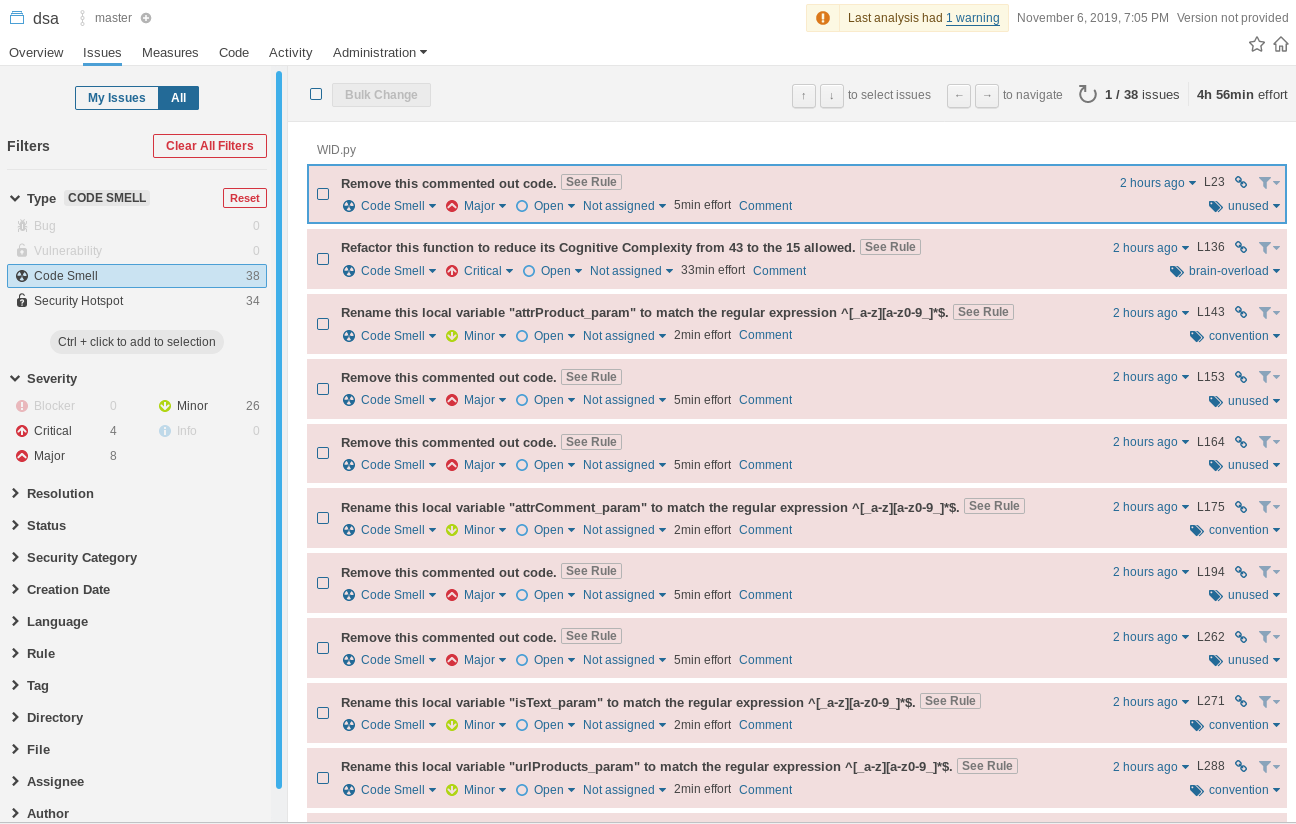 dsa master Last analysis had 1 warning November 6, 2019, 7:05 PM Version not provided
Overview Issues Measures Code Activity Administration
My Issues All
Bulk Change ↑ ↓ to select issues ← → to navigate 1 / 38 issues 4h 56min effort
Filters Clear All Filters
Type CODE SMELL Reset
Bug 0
Vulnerability 0
Code Smell 38
Security Hotspot 34
Ctrl + click to add to selection
Severity
Blocker 0 Minor 26
Critical 4 Info 0
Major 8
Resolution
Status
Security Category
Creation Date
Language
Rule
Tag
Directory
File
Assignee
Author
WID.py
Remove this commented out code. See Rule 2 hours ago L23
Code Smell Major Open Not assigned 5min effort Comment unused
Refactor this function to reduce its Cognitive Complexity from 43 to the 15 allowed. See Rule 2 hours ago L136
Code Smell Critical Open Not assigned 33min effort Comment brain-overload
Rename this local variable "attrProduct_param" to match the regular expression ^[_a-z][a-z0-9_]*$. See Rule 2 hours ago L143
Code Smell Minor Open Not assigned 2min effort Comment convention
Remove this commented out code. See Rule 2 hours ago L153
Code Smell Major Open Not assigned 5min effort Comment unused
Remove this commented out code. See Rule 2 hours ago L164
Code Smell Major Open Not assigned 5min effort Comment unused
Rename this local variable "attrComment_param" to match the regular expression ^[_a-z][a-z0-9_]*$. See Rule 2 hours ago L175
Code Smell Minor Open Not assigned 2min effort Comment convention
Remove this commented out code. See Rule 2 hours ago L194
Code Smell Major Open Not assigned 5min effort Comment unused
Remove this commented out code. See Rule 2 hours ago L262
Code Smell Major Open Not assigned 5min effort Comment unused
Rename this local variable "isText_param" to match the regular expression ^[_a-z][a-z0-9_]*$. See Rule 2 hours ago L271
Code Smell Minor Open Not assigned 2min effort Comment convention
Rename this local variable "urlProducts_param" to match the regular expression ^[_a-z][a-z0-9_]*$. See Rule 2 hours ago L288
Code Smell Minor Open Not assigned 2min effort Comment convention